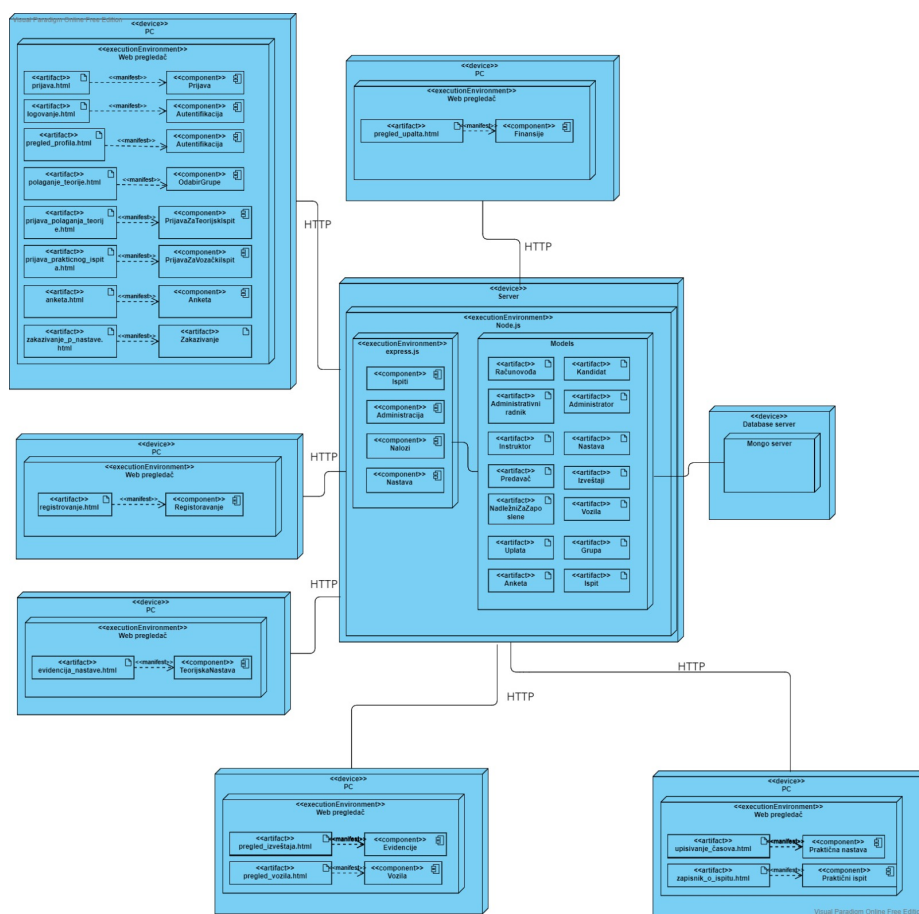 Visual Paradigm Online Free Edition
<<device>>
PC
<<executionEnvironment>>
Web pregledač
<<artifact>>
prijava.html
<<manifest>>
<<component>>
Prijava
<<artifact>>
logovanje.html
<<manifest>>
<<component>>
Autentifikacija
<<artifact>>
pregled_profila.html
<<manifest>>
<<component>>
Autentifikacija
<<artifact>>
polaganje_teorije.html
<<manifest>>
<<component>>
OdabirGrupe
<<artifact>>
prijava_polaganja_teorij
e.html
<<manifest>>
<<component>>
PrijavaZaTeorijskIspit
<<artifact>>
prijava_prakticnog_ispit
a.html
<<manifest>>
<<component>>
PrijavaZaVozačkiIspit
<<artifact>>
anketa.html
<<manifest>>
<<component>>
Anketa
<<artifact>>
zakazivanje_p_nastave.
html
<<manifest>>
<<artifact>>
Zakazivanje
HTTP
<<device>>
PC
<<executionEnvironment>>
Web pregledač
<<artifact>>
pregled_upalta.html
<<manifest>>
<<component>>
Finansije
HTTP
<<device>>
Server
<<executionEnvironment>>
Node.js
<<executionEnvironment>>
express.js
<<component>>
Ispiti
<<component>>
Administracija
<<component>>
Nalozi
<<component>>
Nastava
Models
<<artifact>>
Računovođa
<<artifact>>
Kandidat
<<artifact>>
Administrativni
radnik
<<artifact>>
Administrator
<<artifact>>
Instruktor
<<artifact>>
Nastava
<<artifact>>
Predavač
<<artifact>>
Izveštaji
<<artifact>>
NadležniZaZapo
slene
<<artifact>>
Vozila
<<artifact>>
Uplata
<<artifact>>
Grupa
<<artifact>>
Anketa
<<artifact>>
Ispit
<<device>>
Database server
Mongo server
<<device>>
PC
<<executionEnvironment>>
Web pregledač
<<artifact>>
registrovanje.html
<<manifest>>
<<component>>
Registoravanje
HTTP
<<device>>
PC
<<executionEnvironment>>
Web pregledač
<<artifact>>
evidencija_nastave.html
<<manifest>>
<<component>>
TeorijskaNastava
HTTP
HTTP
<<device>>
PC
<<executionEnvironment>>
Web pregledač
<<artifact>>
pregled_izveštaja.html
<<manifest>>
<<component>>
Evidencije
<<artifact>>
pregled_vozila.html
<<manifest>>
<<component>>
Vozila
HTTP
<<device>>
PC
<<executionEnvironment>>
Web pregledač
<<artifact>>
upisivanje_časova.html
<<manifest>>
<<component>>
Praktična nastava
<<artifact>>
zapisnik_o_ispitu.html
<<manifest>>
<<component>>
Praktični ispit
Visual Paradigm Online Free Edition